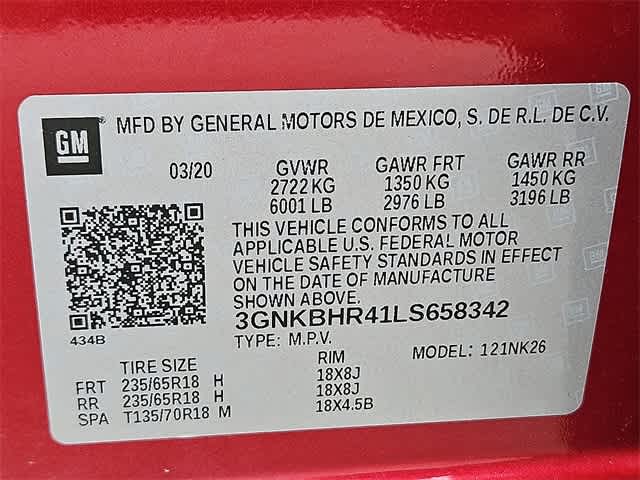 GM
MFD BY GENERAL MOTORS DE MEXICO, S. DE R.L. DE C.V.
03/20 GVWR GAWR FRT GAWR RR
2722 KG 1350 KG 1450 KG
6001 LB 2976 LB 3196 LB
THIS VEHICLE CONFORMS TO ALL
APPLICABLE U.S. FEDERAL MOTOR
VEHICLE SAFETY STANDARDS IN EFFECT
ON THE DATE OF MANUFACTURE
SHOWN ABOVE.
434B
3GNKBHR41LS658342
TYPE: M.P.V. MODEL: 121NK26
TIRE SIZE RIM
FRT 235/65R18 H 18X8J
RR 235/65R18 H 18X8J
SPA T135/70R18 M 18X4.5B